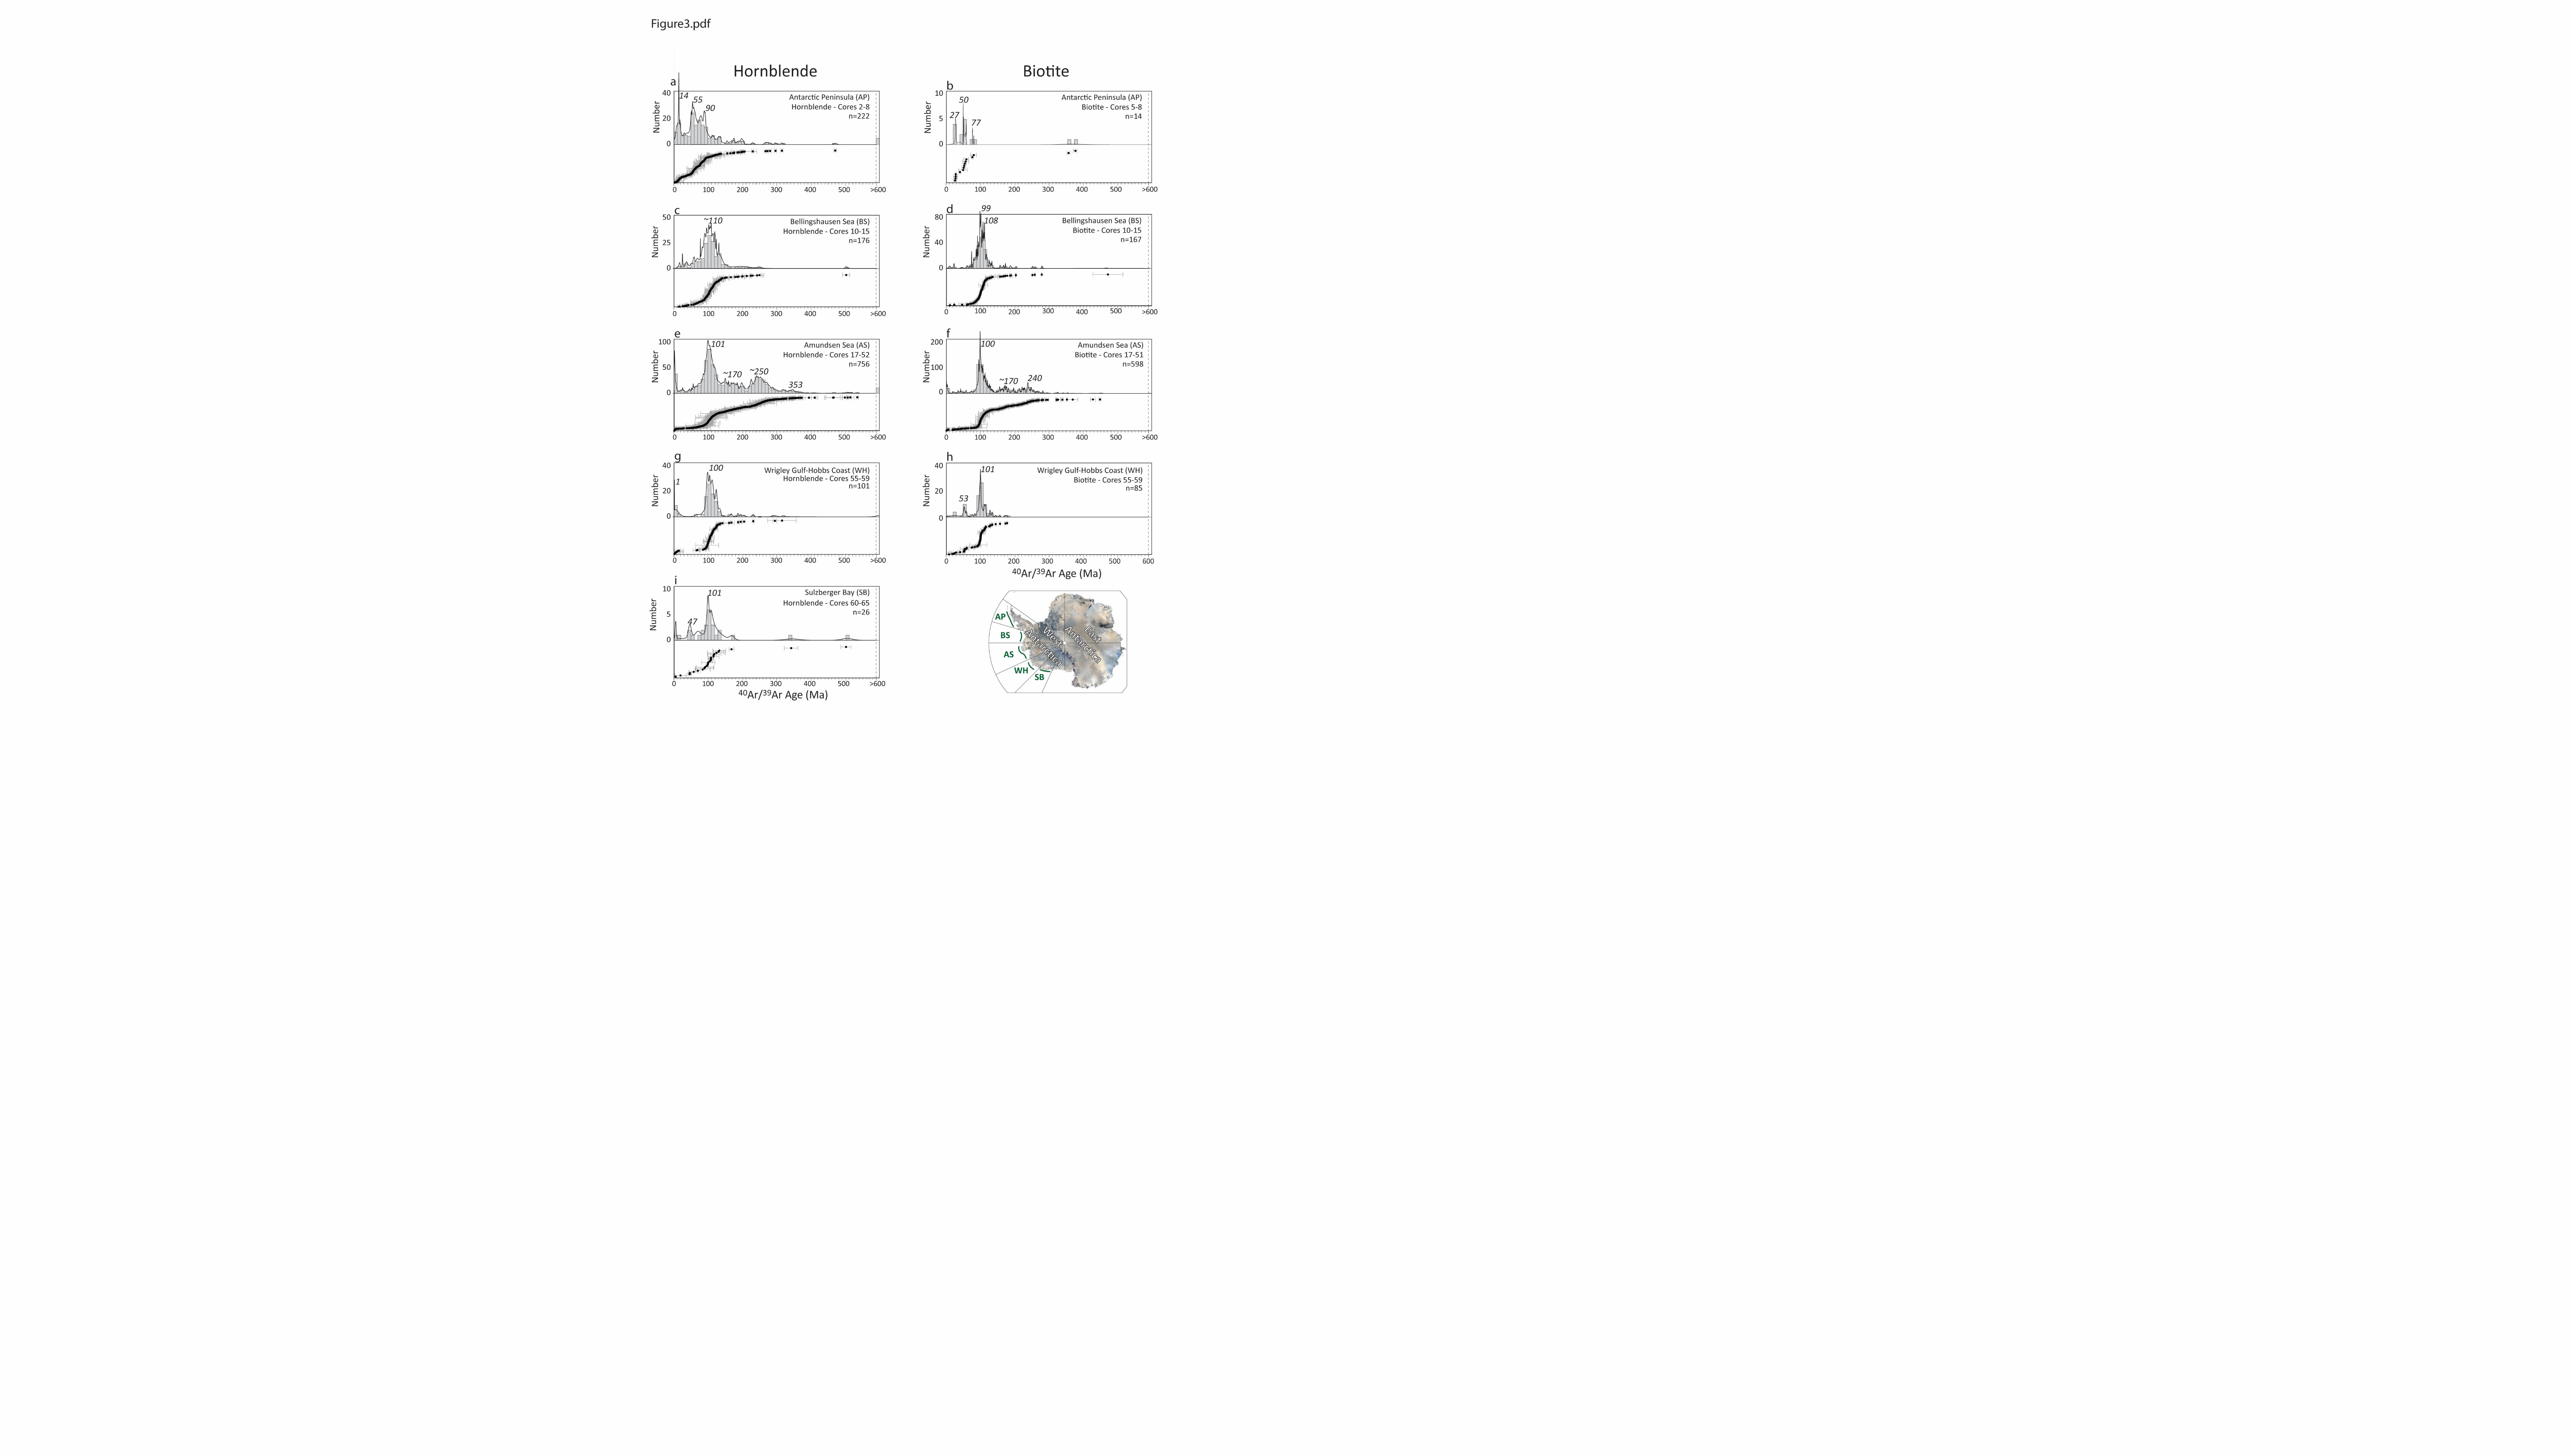 Figure3.pdf
Hornblende
Biotite
a
Number
40
20
0
14
55
90
Antarctic Peninsula (AP)
Hornblende - Cores 2-8
n=222
0 100 200 300 400 500 >600
b
Number
10
5
0
27
50
77
Antarctic Peninsula (AP)
Biotite - Cores 5-8
n=14
0 100 200 300 400 500 >600
c
Number
50
25
0
~110
Bellingshausen Sea (BS)
Hornblende - Cores 10-15
n=176
0 100 200 300 400 500 >600
d
Number
80
40
0
99
108
Bellingshausen Sea (BS)
Biotite - Cores 10-15
n=167
0 100 200 300 400 500 >600
e
Number
100
50
0
101
~170
~250
353
Amundsen Sea (AS)
Hornblende - Cores 17-52
n=756
0 100 200 300 400 500 >600
f
Number
200
100
0
100
~170
240
Amundsen Sea (AS)
Biotite - Cores 17-51
n=598
0 100 200 300 400 500 >600
g
Number
40
20
0
1
100
Wrigley Gulf-Hobbs Coast (WH)
Hornblende - Cores 55-59
n=101
0 100 200 300 400 500 >600
h
Number
40
20
0
53
101
Wrigley Gulf-Hobbs Coast (WH)
Biotite - Cores 55-59
n=85
0 100 200 300 400 500 600
40Ar/39Ar Age (Ma)
i
Number
10
5
0
47
101
Sulzberger Bay (SB)
Hornblende - Cores 60-65
n=26
0 100 200 300 400 500 >600
40Ar/39Ar Age (Ma)
AP
BS
AS
WH
SB
West
Antarctica
East
Antarctica